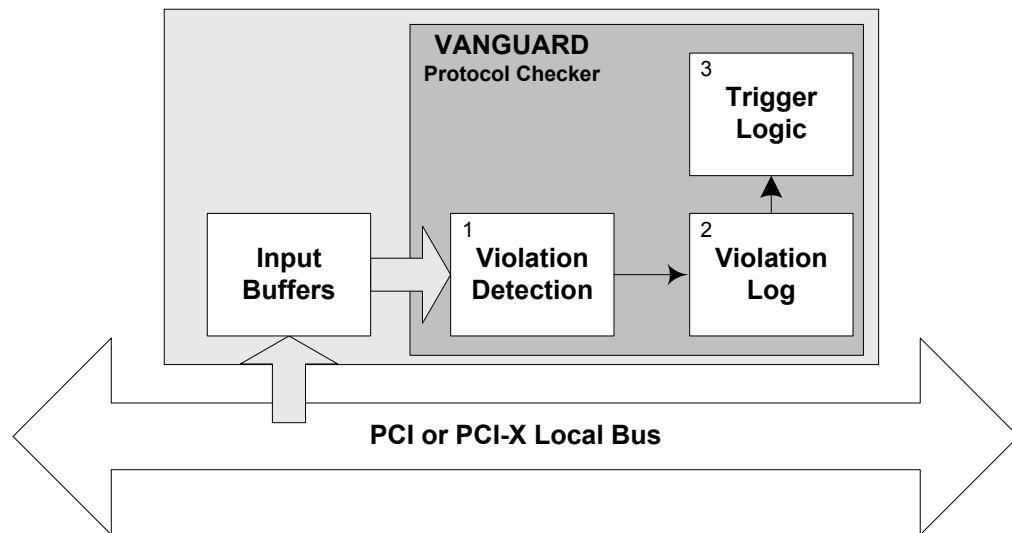 VANGUARD
Protocol Checker
3
Trigger
Logic
Input
Buffers
1
Violation
Detection
2
Violation
Log
PCI or PCI-X Local Bus